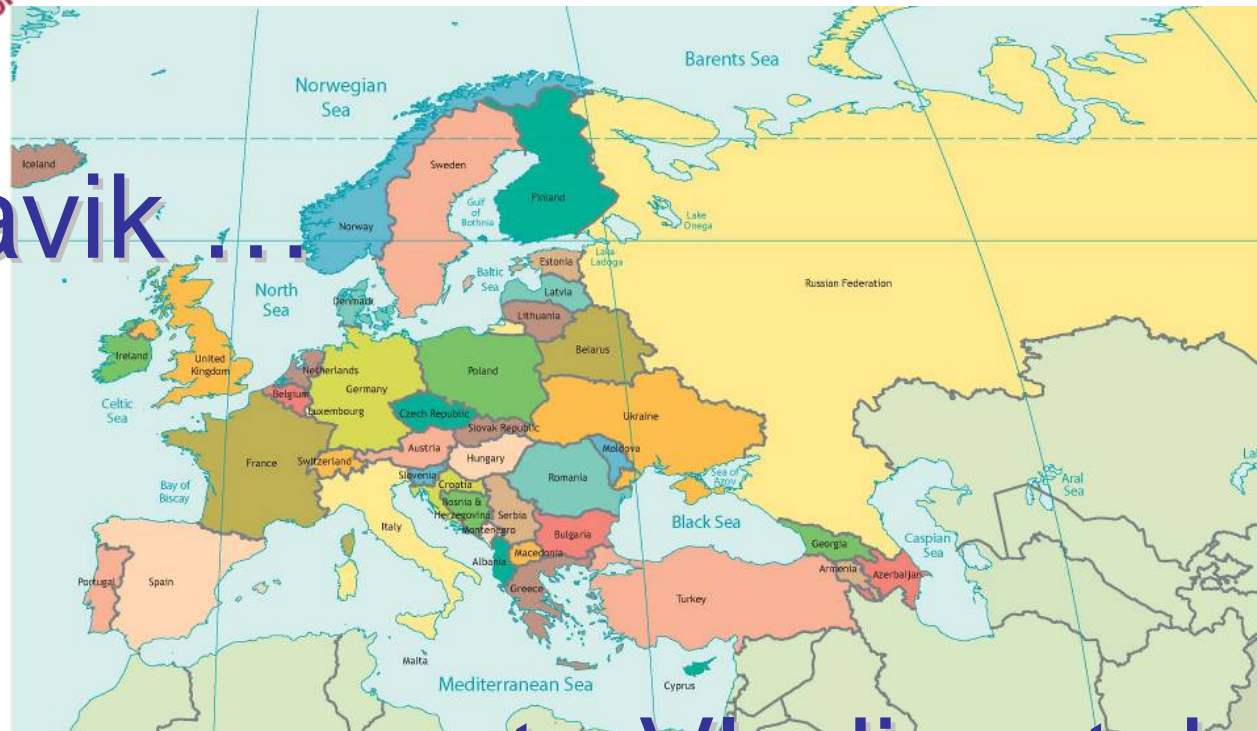 Barents Sea
Norwegian
Sea
Iceland
Sweden
Finland
Gulf
of
Bothnia
Lake
Onega
avik ...
Norway
Lake
Ladoga
Estonia
Baltic
Sea
Russian Federation
North
Sea
Latvia
Denmark
Lithuania
Belarus
Ireland
United
Kingdom
Netherlands
Poland
Germany
Belgium
Celtic
Sea
Luxembourg
Czech Republic
Ukraine
Slovak Republic
Austria
Moldova
Hungary
France
Switzerland
Slovenia
Romania
Sea of
Azov
Aral
Sea
Croatia
Bay of
Biscay
Bosnia &
Herzegovina
Serbia
Italy
Montenegro
Black Sea
Bulgaria
Georgia
Caspian
Sea
Macedonia
Albania
Armenia
Azerbaijan
Portugal
Spain
Greece
Turkey
Malta
Mediterranean Sea
Cyprus